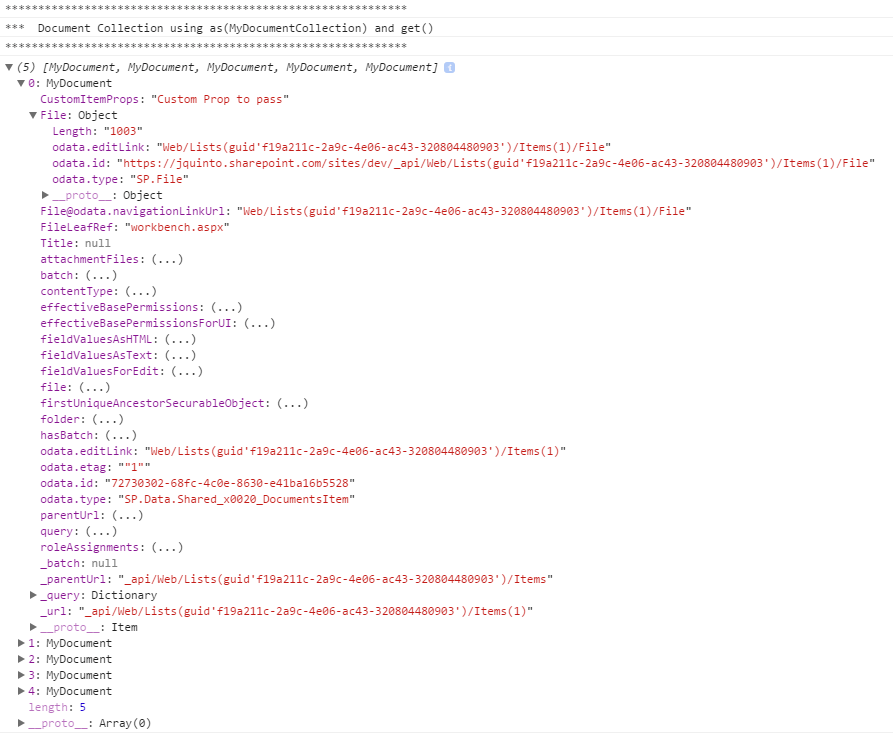 *************************************************************
***  Document Collection using as(MyDocumentCollection) and get()
*************************************************************
▼(5) [MyDocument, MyDocument, MyDocument, MyDocument, MyDocument] i
▼0: MyDocument
CustomItemProps: "Custom Prop to pass"
▼File: Object
Length: "1003"
odata.editLink: "Web/Lists(guid'f19a211c-2a9c-4e06-ac43-320804480903')/Items(1)/File"
odata.id: "https://jquinto.sharepoint.com/sites/dev/_api/Web/Lists(guid'f19a211c-2a9c-4e06-ac43-320804480903')/Items(1)/File"
odata.type: "SP.File"
▶__proto__: Object
File@odata.navigationLinkUrl: "Web/Lists(guid'f19a211c-2a9c-4e06-ac43-320804480903')/Items(1)/File"
FileLeafRef: "workbench.aspx"
Title: null
attachmentFiles: (...)
batch: (...)
contentType: (...)
effectiveBasePermissions: (...)
effectiveBasePermissionsForUI: (...)
fieldValuesAsHTML: (...)
fieldValuesAsText: (...)
fieldValuesForEdit: (...)
file: (...)
firstUniqueAncestorSecurableObject: (...)
folder: (...)
hasBatch: (...)
odata.editLink: "Web/Lists(guid'f19a211c-2a9c-4e06-ac43-320804480903')/Items(1)"
odata.etag: ""1""
odata.id: "72730302-68fc-4c0e-8630-e41ba16b5528"
odata.type: "SP.Data.Shared_x0020_DocumentsItem"
parentUrl: (...)
query: (...)
roleAssignments: (...)
_batch: null
_parentUrl: "_api/Web/Lists(guid'f19a211c-2a9c-4e06-ac43-320804480903')/Items"
▶_query: Dictionary
_url: "_api/Web/Lists(guid'f19a211c-2a9c-4e06-ac43-320804480903')/Items(1)"
▶__proto__: Item
▶1: MyDocument
▶2: MyDocument
▶3: MyDocument
▶4: MyDocument
length: 5
▶__proto__: Array(0)